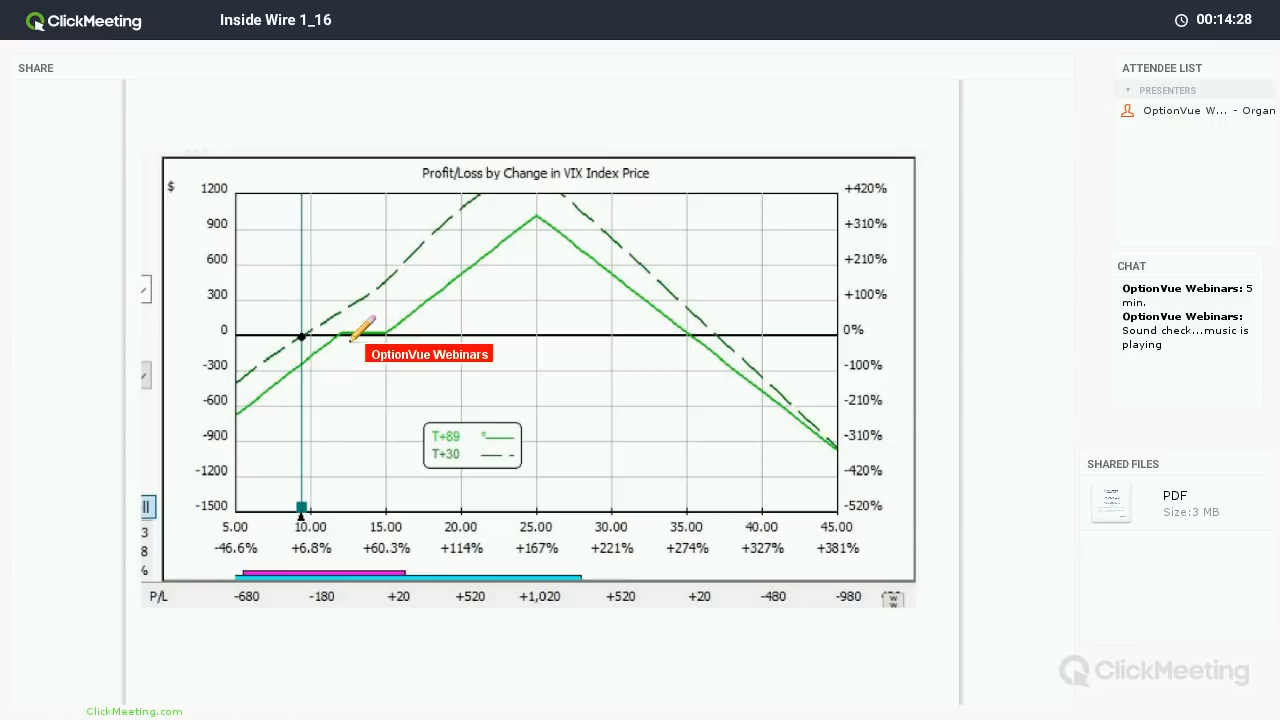 ClickMeeting
Inside Wire 1_16
00:14:28
SHARE
Profit/Loss by Change in VIX Index Price
$
1200
900
600
300
0
-300
-600
-900
-1200
-1500
+420%
+310%
+210%
+100%
0%
-100%
-210%
-310%
-420%
-520%
OptionVue Webinars
T+89 *
T+30
5.00 10.00 15.00 20.00 25.00 30.00 35.00 40.00 45.00
-46.6% +6.8% +60.3% +114% +167% +221% +274% +327% +381%
ll
3
8
%
P/L -680 -180 +20 +520 +1,020 +520 +20 -480 -980
ClickMeeting.com
ATTENDEE LIST
PRESENTERS
OptionVue W... - Organ
CHAT
OptionVue Webinars: 5
min.
OptionVue Webinars:
Sound check...music is
playing
SHARED FILES
PDF
Size:3 MB
ClickMeeting